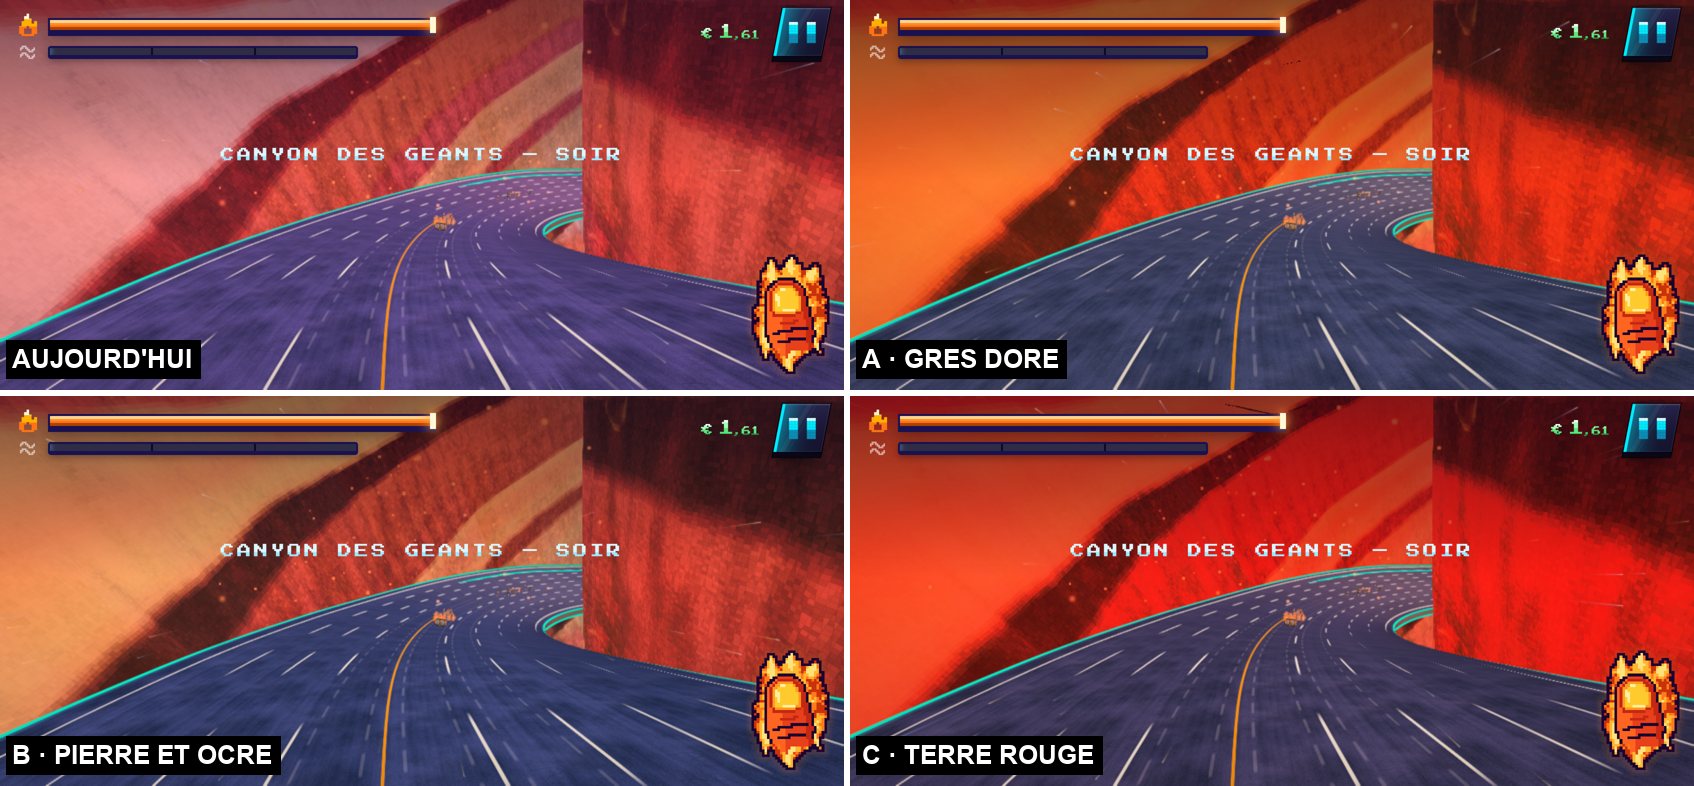 € 1,61
CANYON DES GEANTS — SOIR
AUJOURD'HUI
€ 1,61
CANYON DES GEANTS — SOIR
A · GRES DORE
€ 1,61
CANYON DES GEANTS — SOIR
B · PIERRE ET OCRE
€ 1,61
CANYON DES GEANTS — SOIR
C · TERRE ROUGE